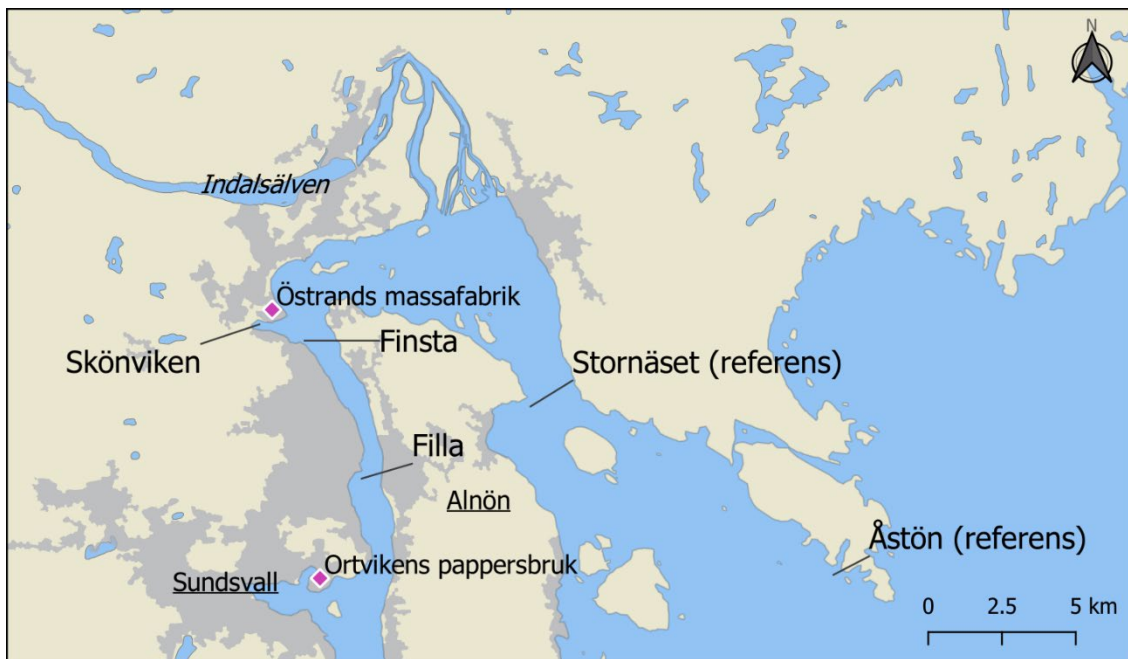 N
Indalsälven
Östrands massafabrik
Skönviken
Finsta
Stornäset (referens)
Filla
Alnön
Åstön (referens)
Ortvikens pappersbruk
Sundsvall
0 2.5 5 km